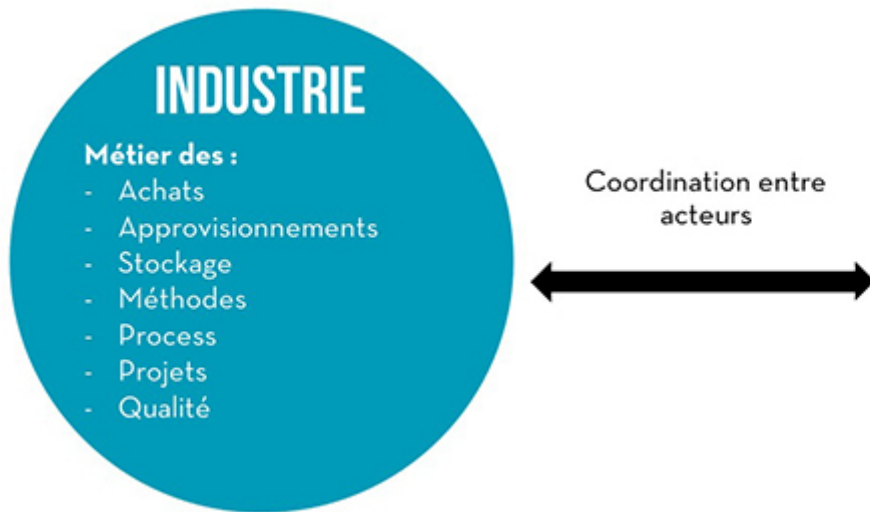 INDUSTRIE
Métier des :
- Achats
- Approvisionnements
- Stockage
- Méthodes
- Process
- Projets
- Qualité
Coordination entre
acteurs